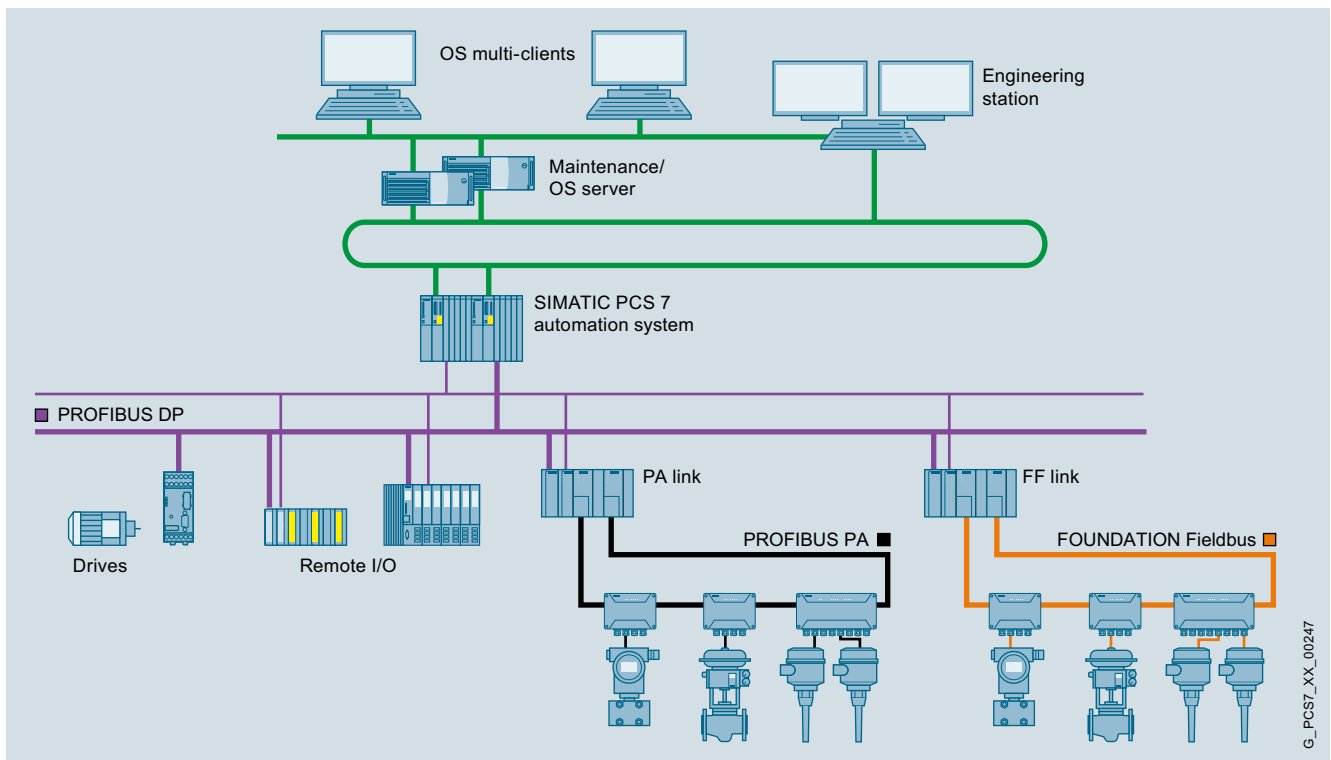 OS multi-clients
Engineering
station
Maintenance/
OS server
SIMATIC PCS 7
automation system
PROFIBUS DP
PA link
FF link
PROFIBUS PA
FOUNDATION Fieldbus
Drives
Remote I/O
G_PCS7_XX_00247